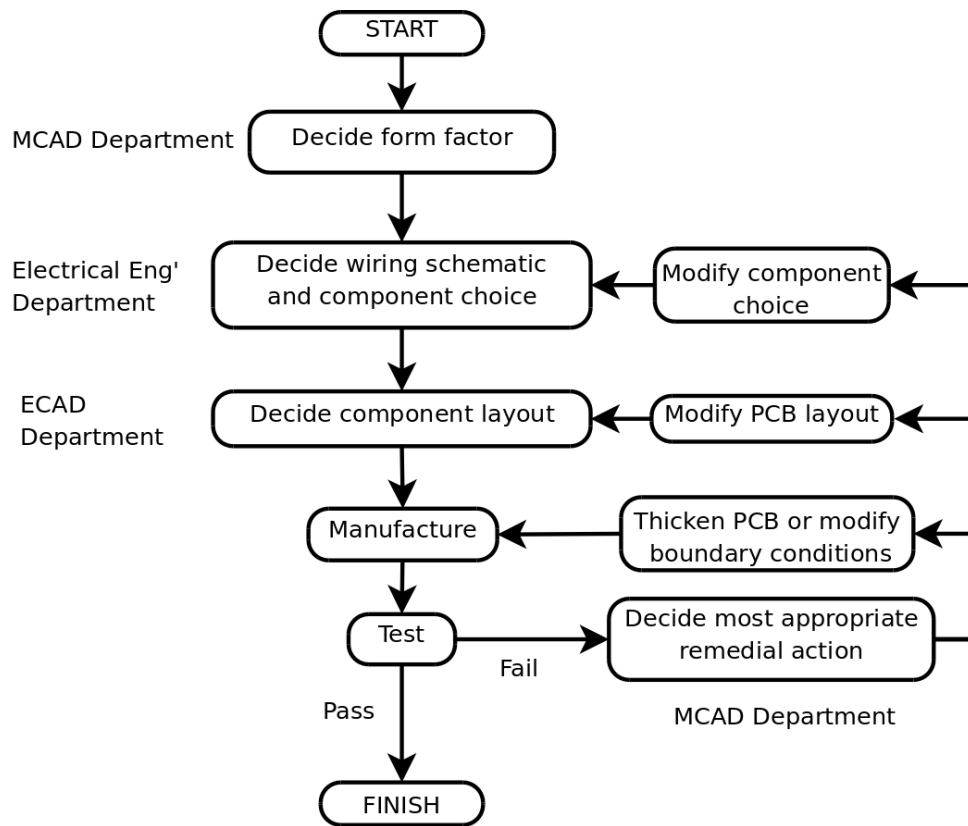 START
MCAD Department
Decide form factor
Electrical Eng'
Department
Decide wiring schematic
and component choice
Modify component
choice
ECAD
Department
Decide component layout
Modify PCB layout
Manufacture
Thicken PCB or modify
boundary conditions
Test
Fail
Decide most appropriate
remedial action
Pass
MCAD Department
FINISH